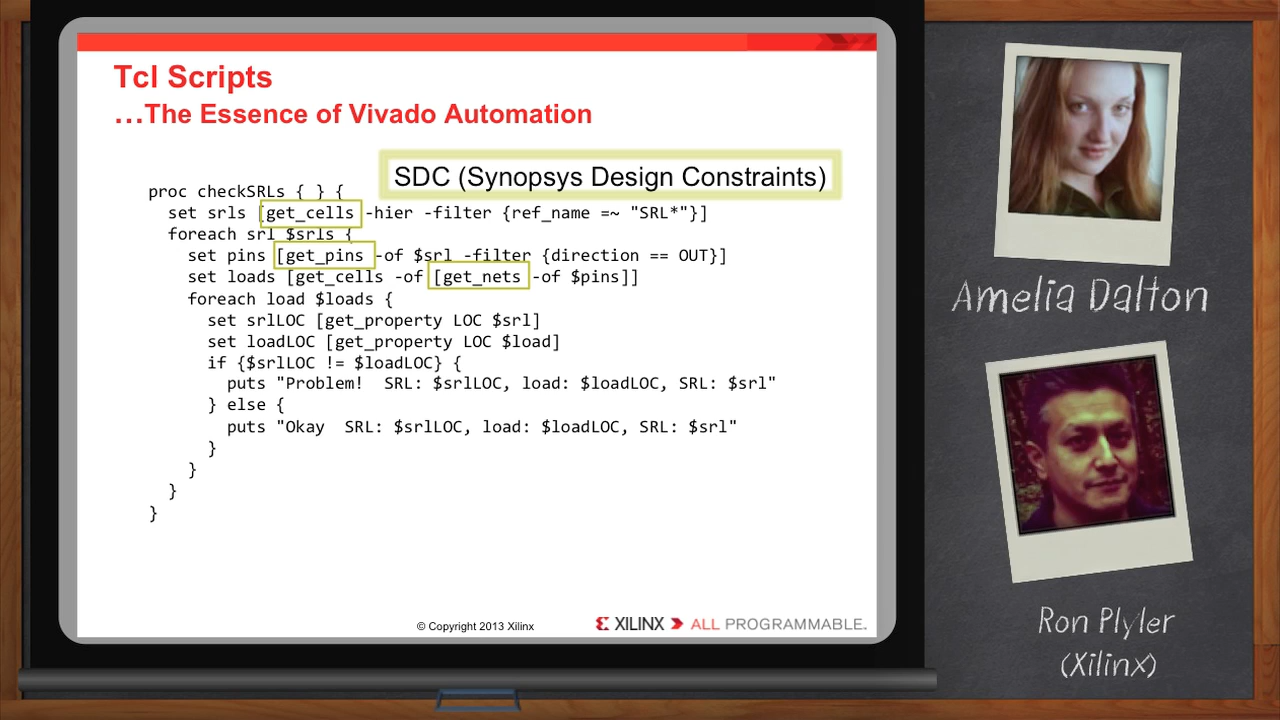 Tcl Scripts
...The Essence of Vivado Automation
SDC (Synopsys Design Constraints)
proc checkSRLs { } {
set srls [get_cells -hier -filter {ref_name =~ "SRL*"}]
foreach srl $srls {
set pins [get_pins -of $srl -filter {direction == OUT}]
set loads [get_cells -of [get_nets -of $pins]]
foreach load $loads {
set srlLOC [get_property LOC $srl]
set loadLOC [get_property LOC $load]
if {$srlLOC != $loadLOC} {
puts "Problem!  SRL: $srlLOC, load: $loadLOC, SRL: $srl"
} else {
puts "Okay  SRL: $srlLOC, load: $loadLOC, SRL: $srl"
}
}
}
}
© Copyright 2013 Xilinx
XILINX ALL PROGRAMMABLE.
Amelia Dalton
Ron Plyler
(Xilinx)